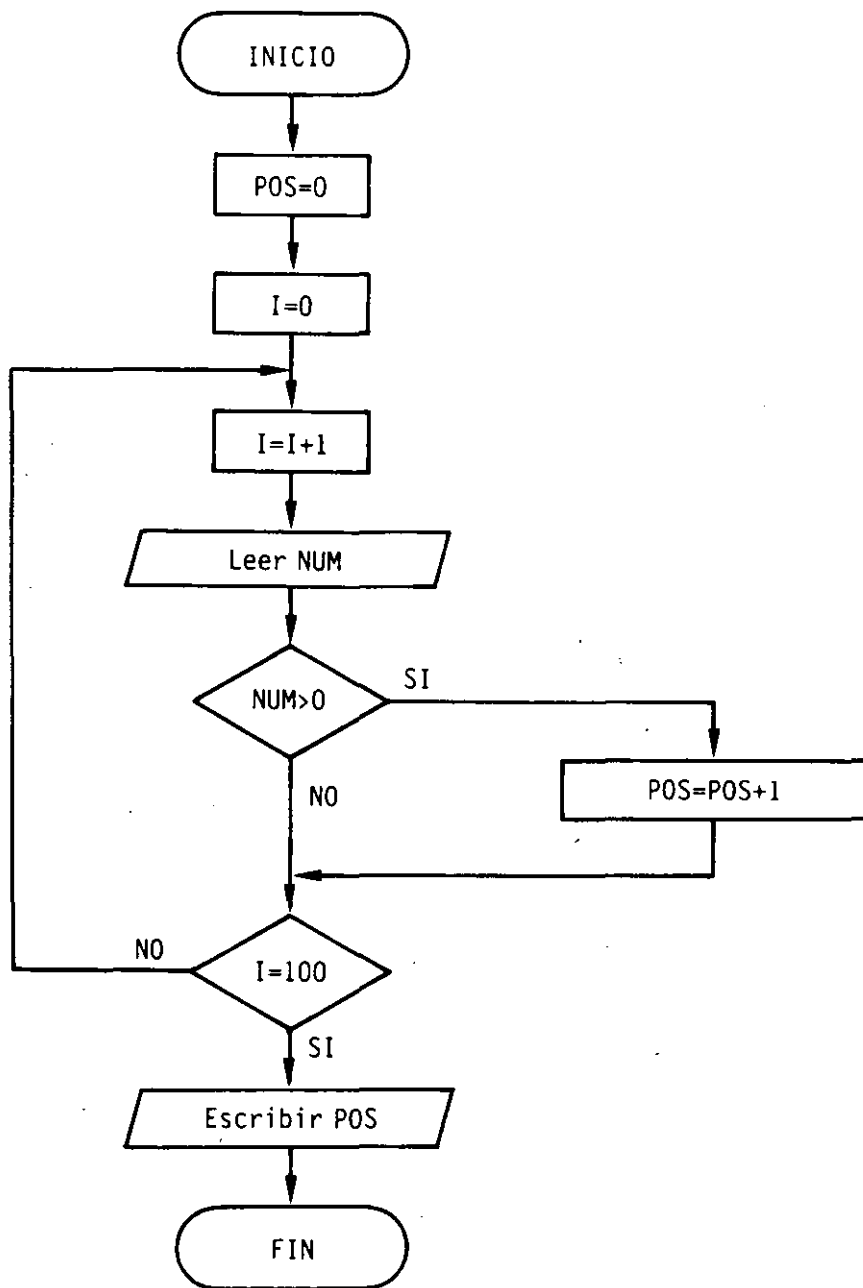 INICIO
POS=0
I=0
I=I+1
Leer NUM
NUM>0
SI
POS=POS+1
NO
NO
I=100
SI
Escribir POS
FIN